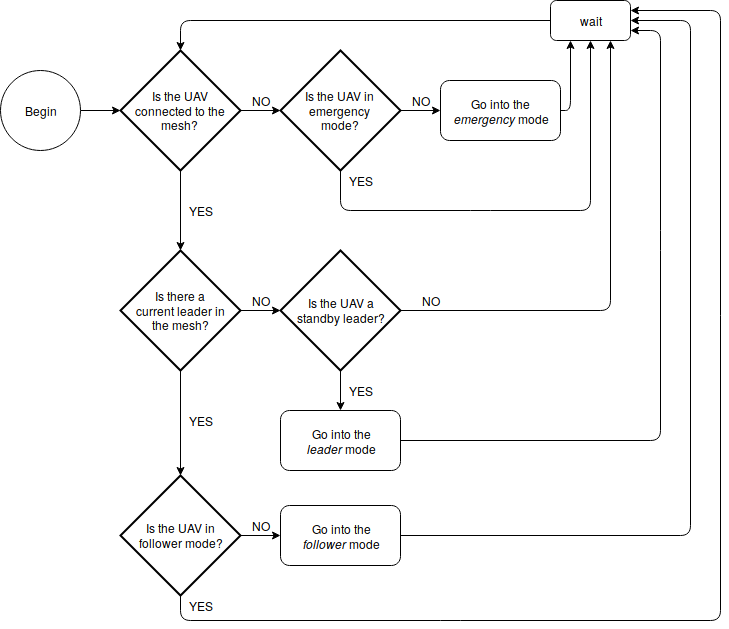 wait
Begin
Is the UAV
connected to the
mesh?
NO
Is the UAV in
emergency
mode?
NO
Go into the
emergency mode
YES
YES
Is there a
current leader in
the mesh?
NO
Is the UAV a
standby leader?
NO
YES
Go into the
leader mode
YES
Is the UAV in
follower mode?
NO
Go into the
follower mode
YES